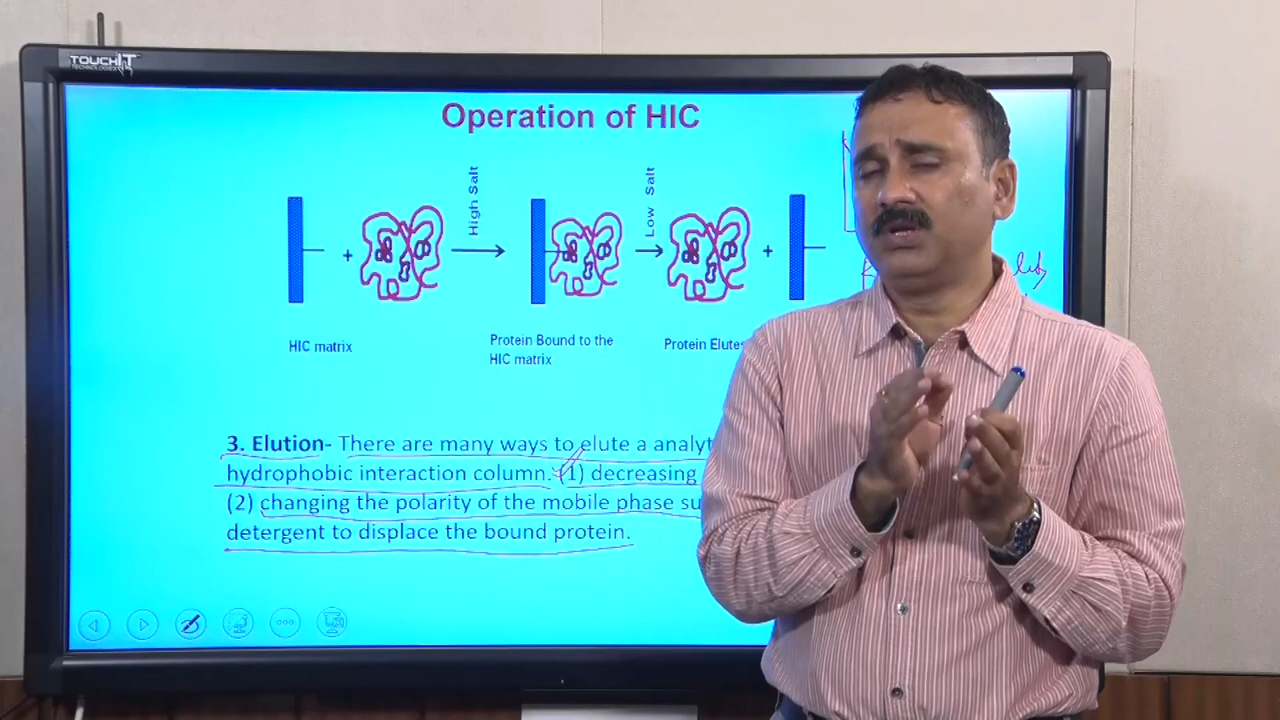 TOUCHIT
TECHNOLOGIES
Operation of HIC
High Salt
Low Salt
+
+
HIC matrix
Protein Bound to the
HIC matrix
Protein Elutes
3. Elution- There are many ways to elute a analyt
hydrophobic interaction column. (1) decreasing
(2) changing the polarity of the mobile phase su
detergent to displace the bound protein.